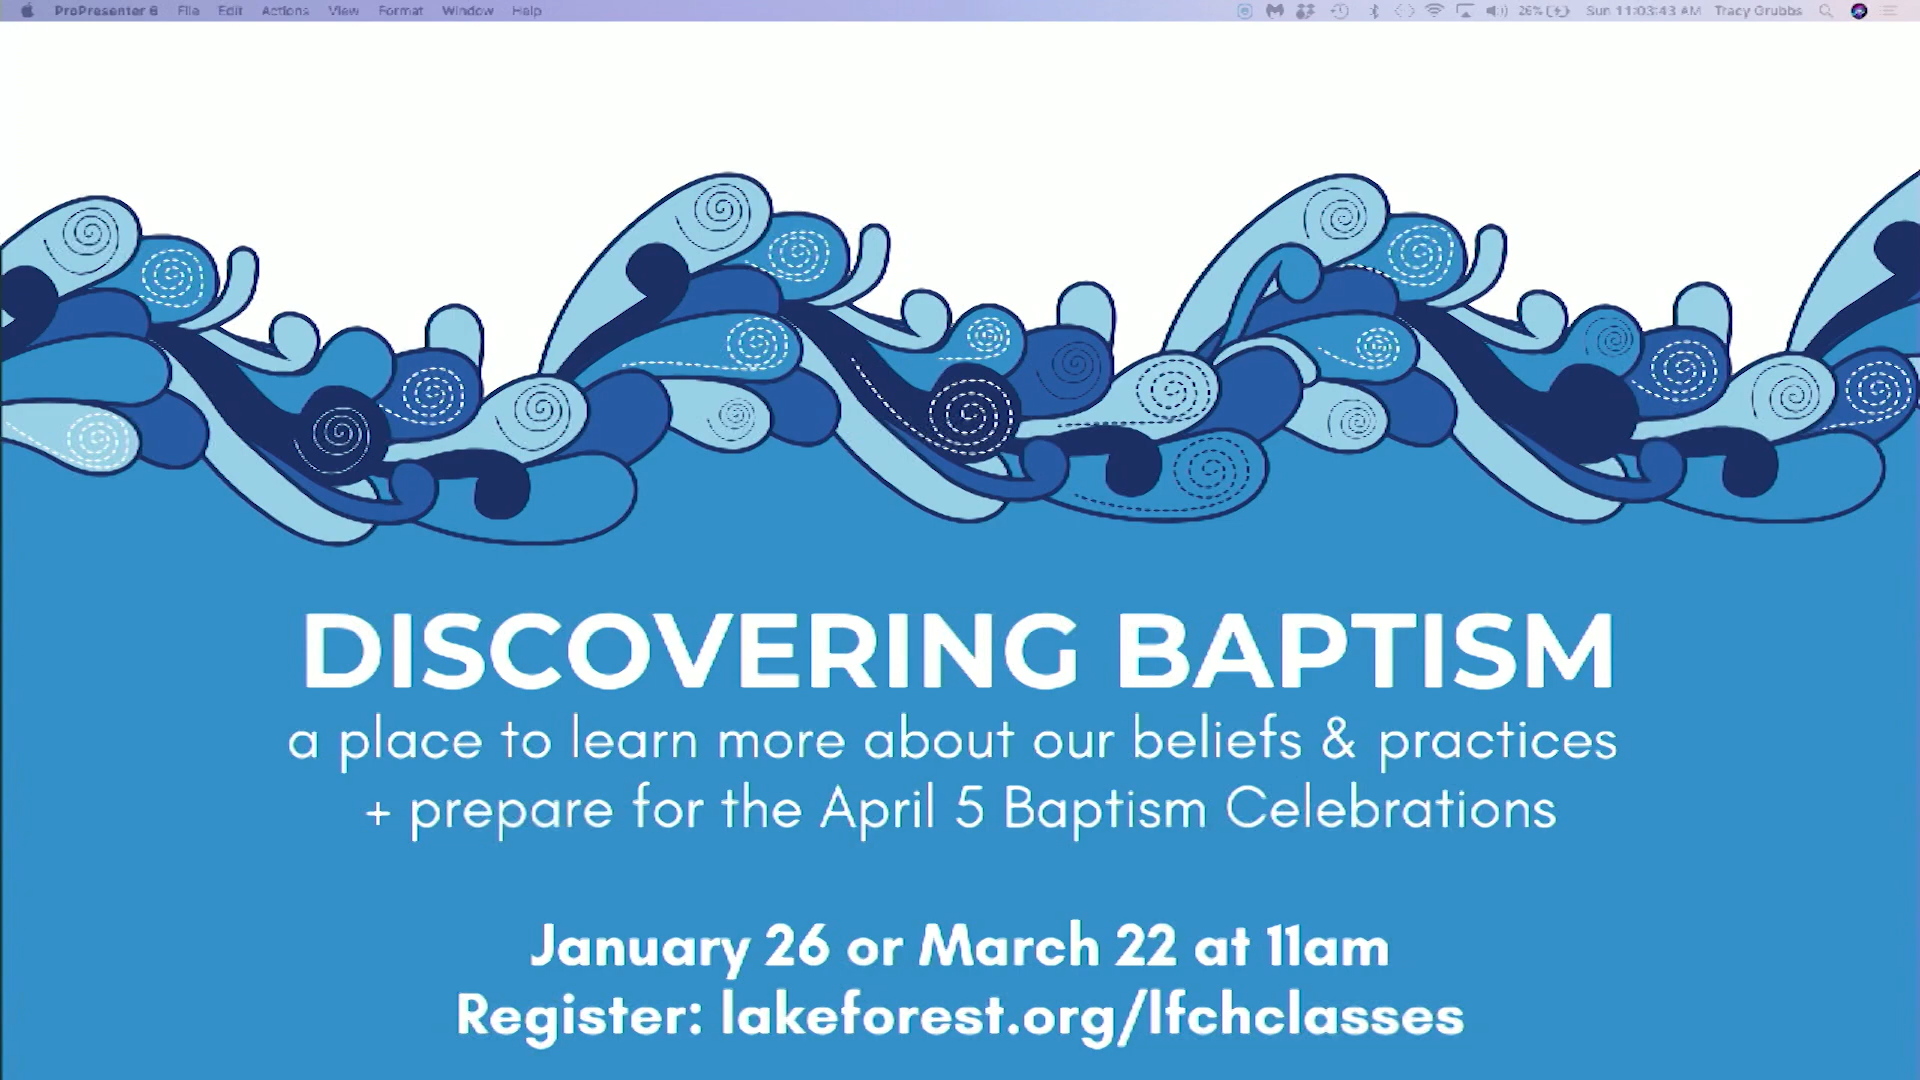 ProPresenter 6 File Edit Actions View Format Window Help 26% Sun 11:03:43 AM Tracy Grubbs
DISCOVERING BAPTISM
a place to learn more about our beliefs & practices
+ prepare for the April 5 Baptism Celebrations
January 26 or March 22 at 11am
Register: lakeforest.org/lfchclasses